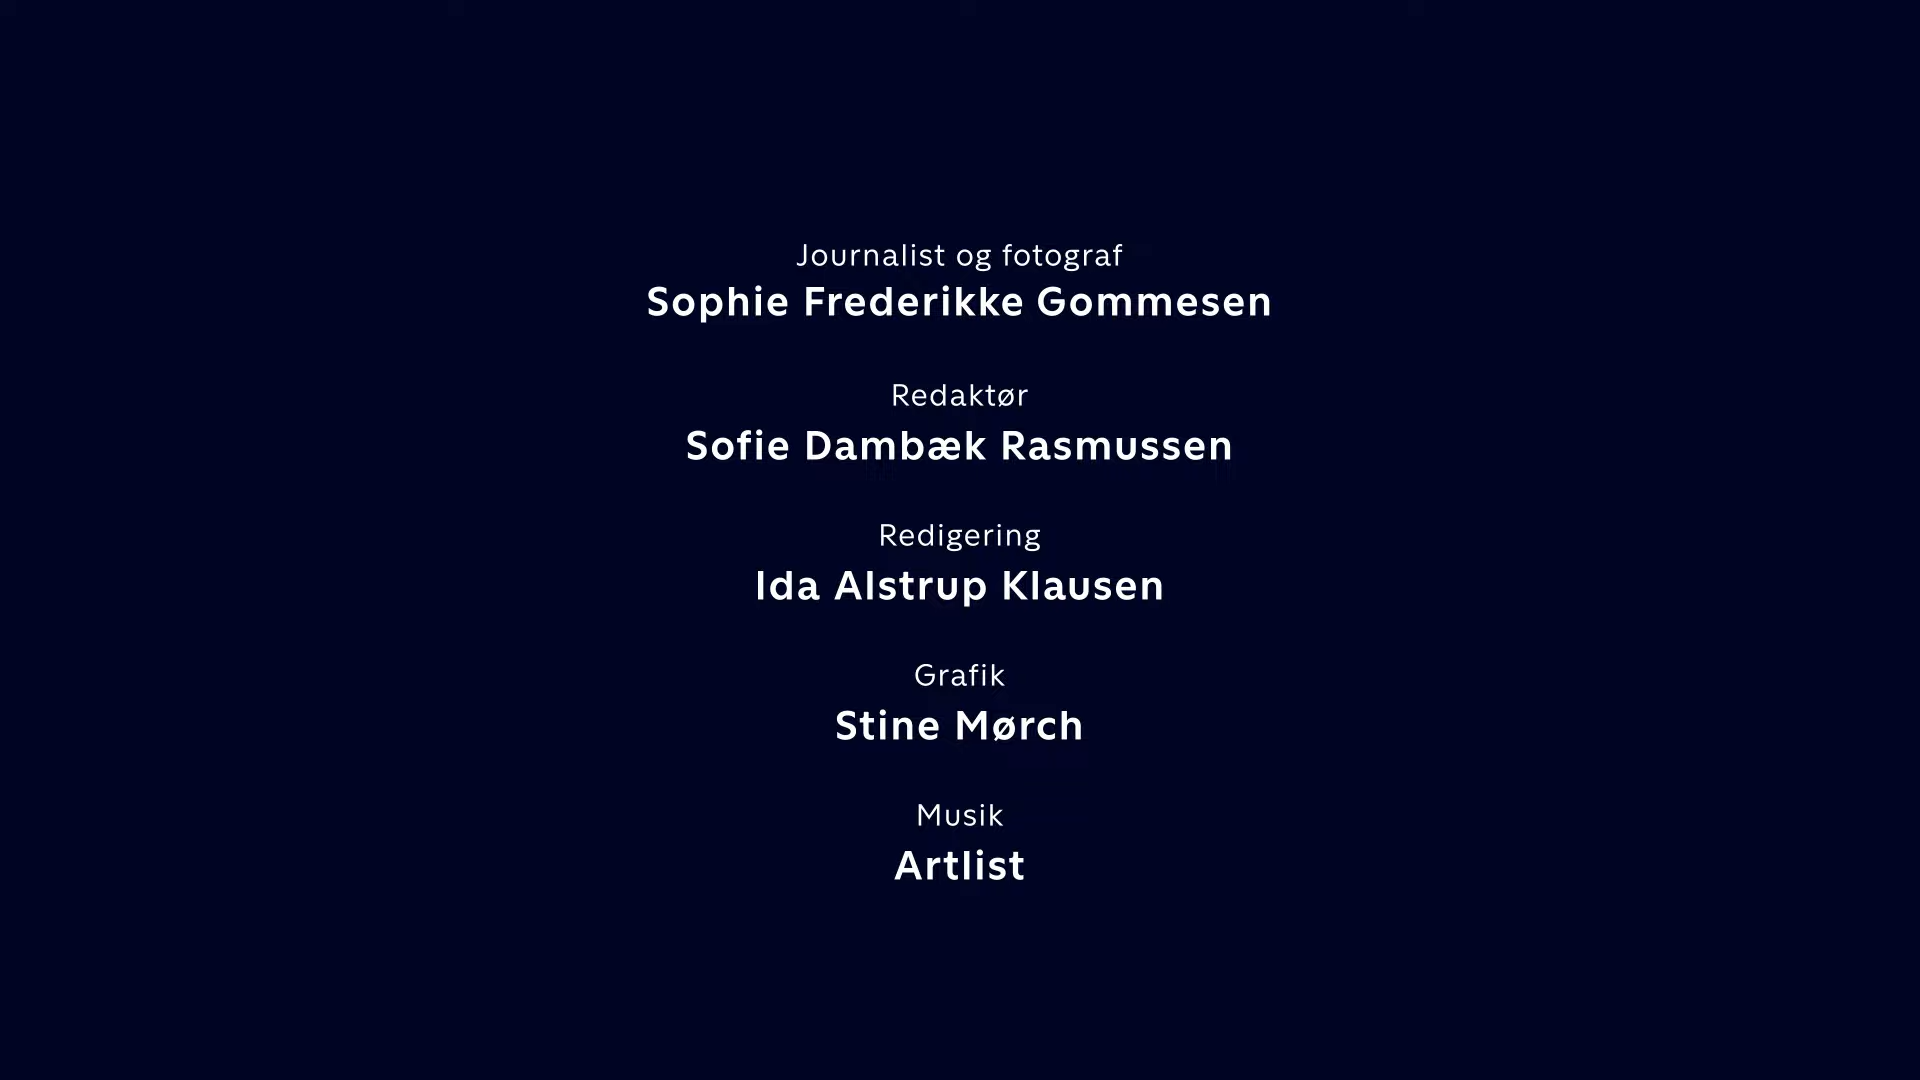 Journalist og fotograf
Sophie Frederikke Gommesen
Redaktør
Sofie Dambæk Rasmussen
Redigering
Ida Alstrup Klausen
Grafik
Stine Mørch
Musik
Artlist